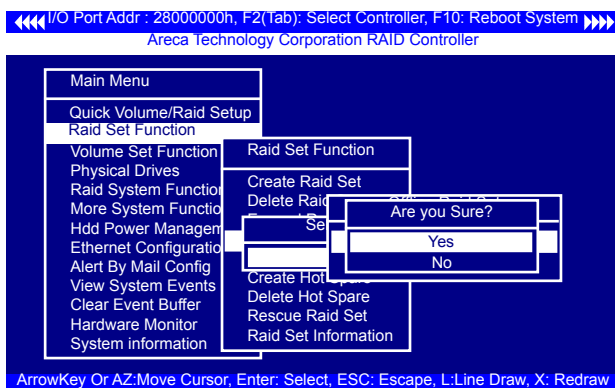 I/O Port Addr : 28000000h, F2(Tab): Select Controller, F10: Reboot System
Areca Technology Corporation RAID Controller
Main Menu
Quick Volume/Raid Setup
Raid Set Function
Volume Set Function
Physical Drives
Raid System Function
More System Functio
Hdd Power Managem
Ethernet Configuratio
Alert By Mail Config
View System Events
Clear Event Buffer
Hardware Monitor
System information
Raid Set Function
Create Raid Set
Delete Raid
Create Hot Spare
Delete Hot Spare
Rescue Raid Set
Raid Set Information
Se
Are you Sure?
Yes
No
ArrowKey Or AZ:Move Cursor, Enter: Select, ESC: Escape, L:Line Draw, X: Redraw